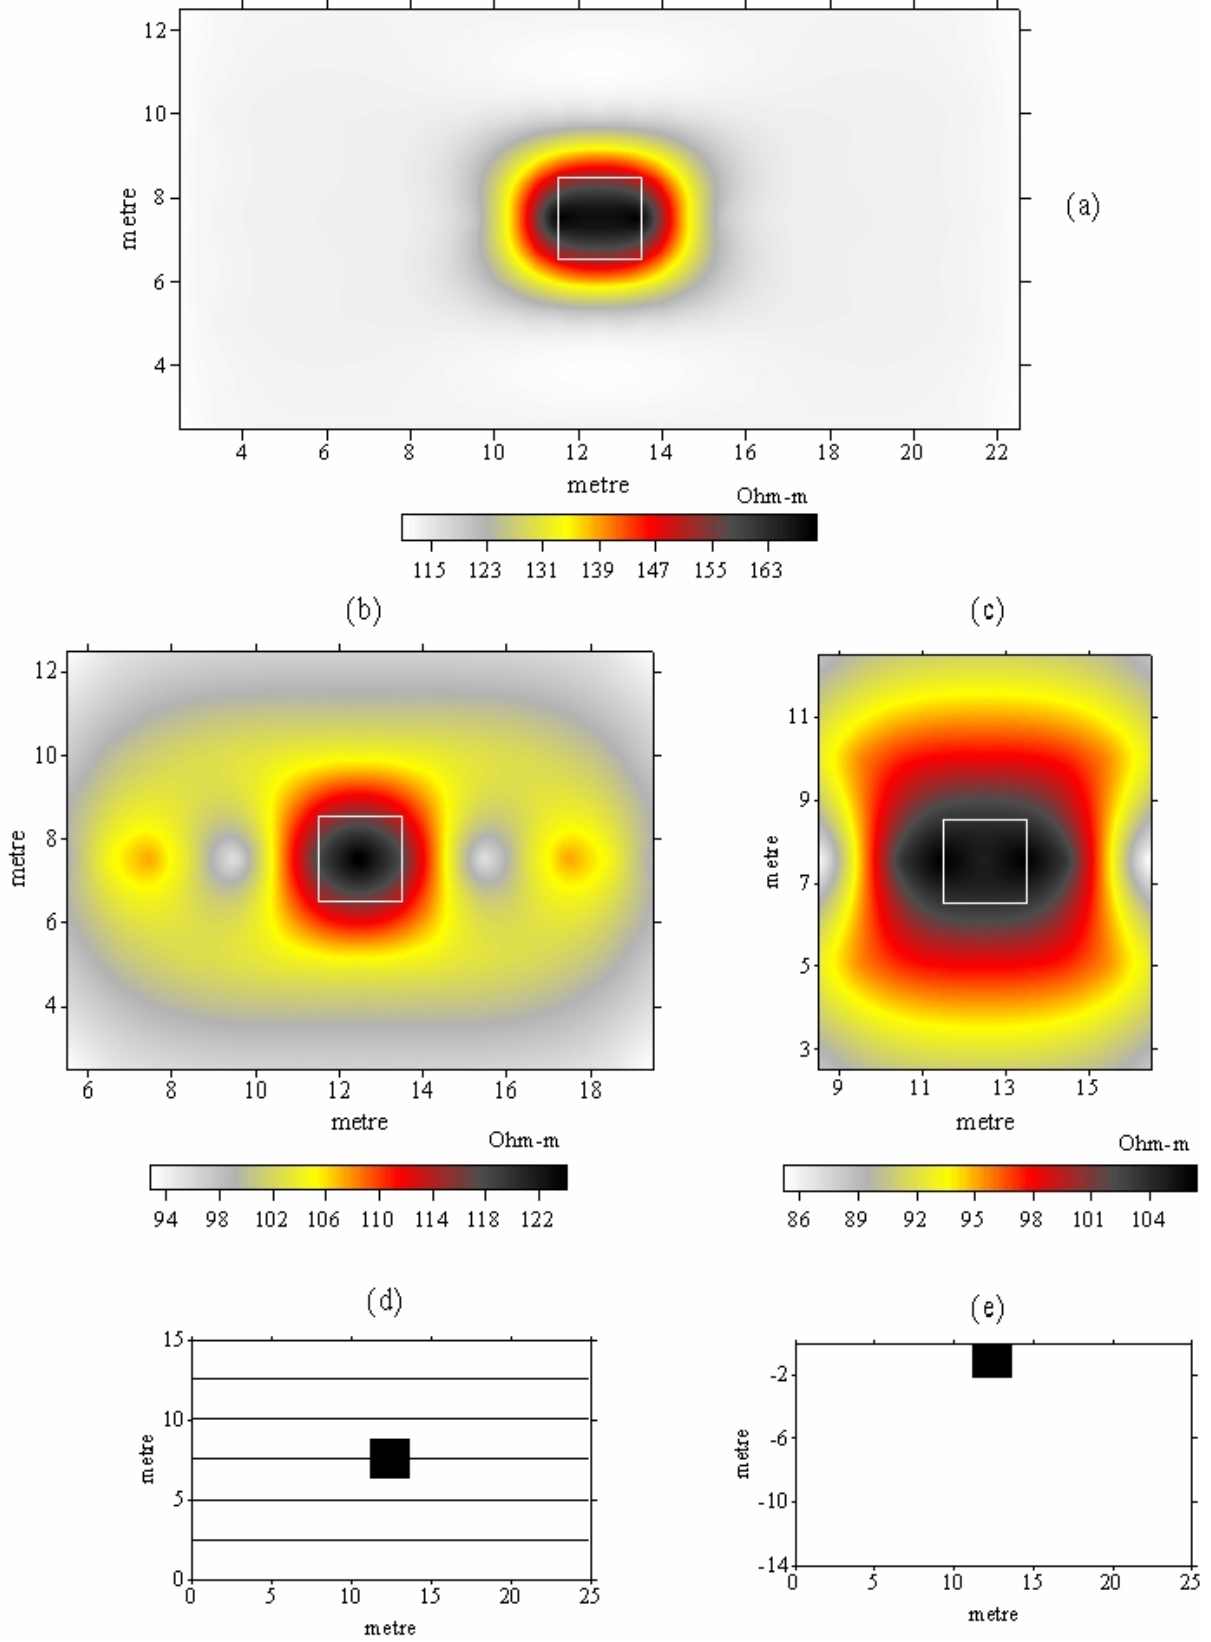 12
10
8
6
4
metre
(a)
4 6 8 10 12 14 16 18 20 22
metre
Ohm-m
115 123 131 139 147 155 163
(b)
12
10
8
6
4
metre
6 8 10 12 14 16 18
metre
Ohm-m
94 98 102 106 110 114 118 122
(c)
11
9
7
5
3
metre
9 11 13 15
metre
Ohm-m
86 89 92 95 98 101 104
(d)
15
10
5
0
metre
0 5 10 15 20 25
metre
(e)
-2
-6
-10
-14
metre
0 5 10 15 20 25
metre